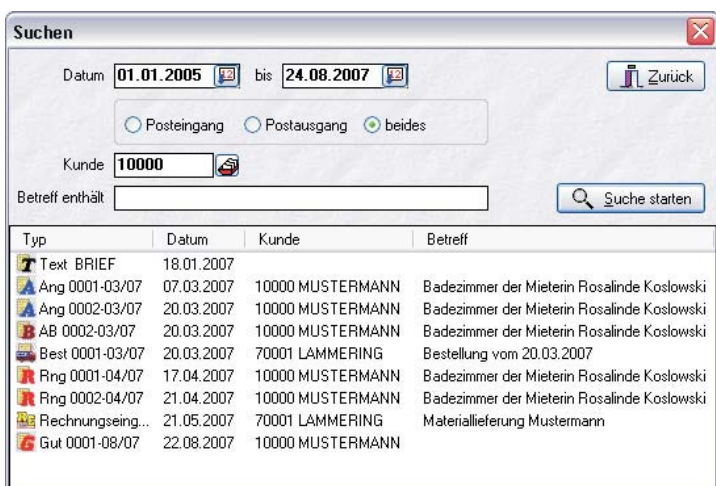 Suchen
Datum 01.01.2005 12 bis 24.08.2007 12 Zurück
Posteingang Postausgang beides
Kunde 10000
Betreff enthält Suche starten
Typ Datum Kunde Betreff
T Text BRIEF 18.01.2007
A Ang 0001-03/07 07.03.2007 10000 MUSTERMANN Badezimmer der Mieterin Rosalinde Koslowski
A Ang 0002-03/07 20.03.2007 10000 MUSTERMANN Badezimmer der Mieterin Rosalinde Koslowski
B AB 0002-03/07 20.03.2007 10000 MUSTERMANN Badezimmer der Mieterin Rosalinde Koslowski
Best 0001-03/07 20.03.2007 70001 LAMMERING Bestellung vom 20.03.2007
R Rng 0001-04/07 17.04.2007 10000 MUSTERMANN Badezimmer der Mieterin Rosalinde Koslowski
R Rng 0002-04/07 21.04.2007 10000 MUSTERMANN Badezimmer der Mieterin Rosalinde Koslowski
Rechnungseing... 21.05.2007 70001 LAMMERING Materiallieferung Mustermann
G Gut 0001-08/07 22.08.2007 10000 MUSTERMANN